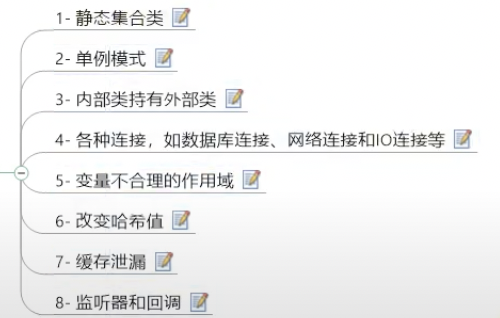 1- 静态集合类
2- 单例模式
3- 内部类持有外部类
4- 各种连接，如数据库连接、网络连接和IO连接等
5- 变量不合理的作用域
6- 改变哈希值
7- 缓存泄漏
8- 监听器和回调